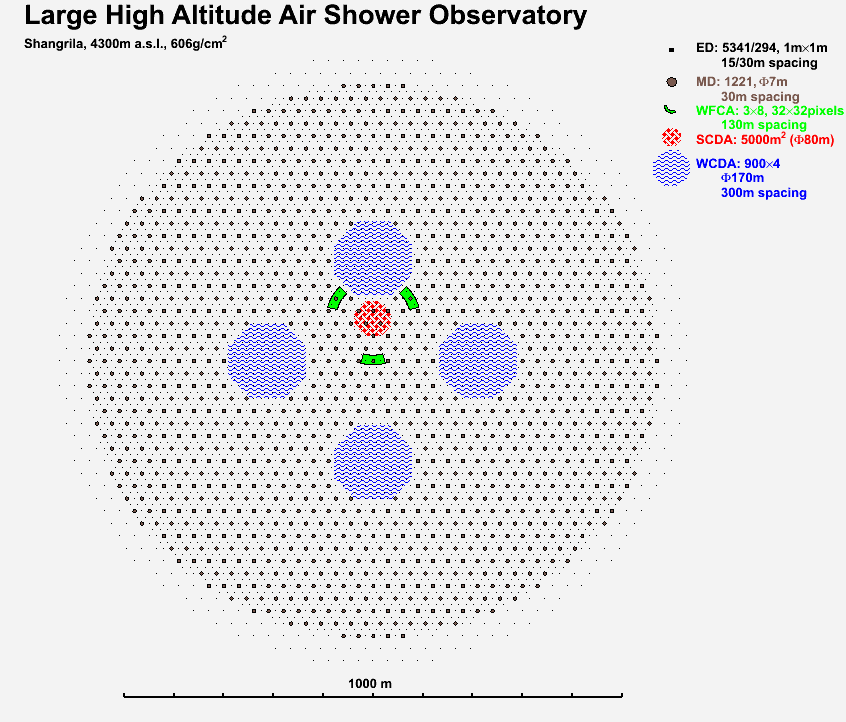 Large High Altitude Air Shower Observatory
Shangrila, 4300m a.s.l., 606g/cm²
ED: 5341/294, 1m×1m
15/30m spacing
MD: 1221, Φ7m
30m spacing
WFCA: 3×8, 32×32pixels
130m spacing
SCDA: 5000m² (Φ80m)
WCDA: 900×4
Φ170m
300m spacing
1000 m